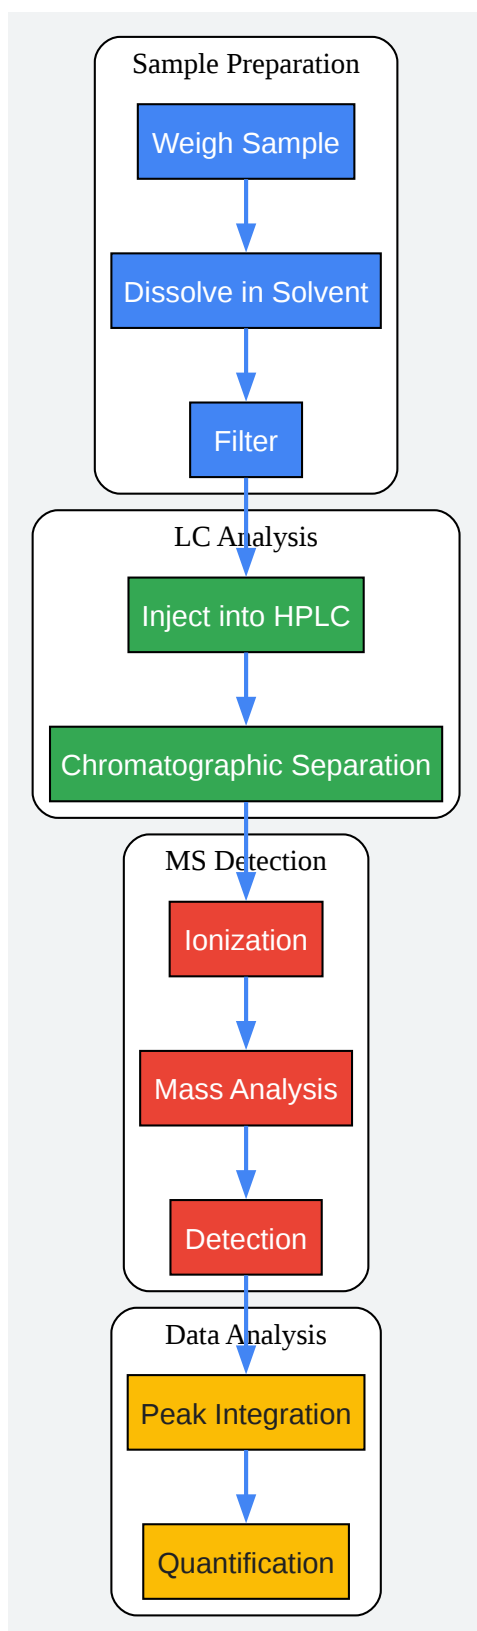 Sample Preparation
Weigh Sample
Dissolve in Solvent
Filter
LC Analysis
Inject into HPLC
Chromatographic Separation
MS Detection
Ionization
Mass Analysis
Detection
Data Analysis
Peak Integration
Quantification